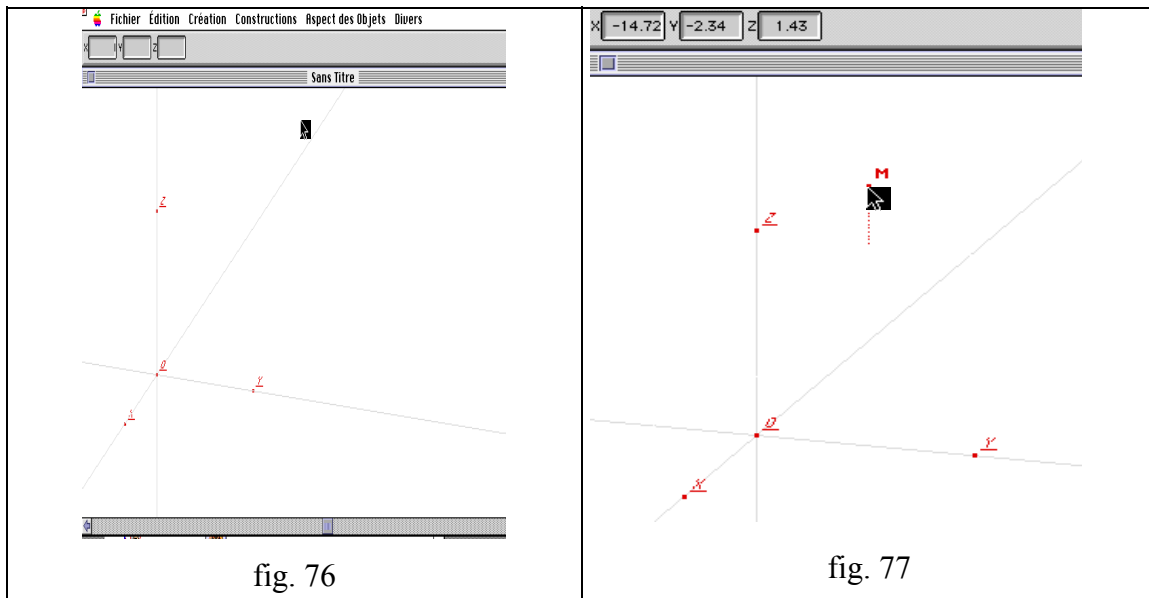 Fichier Édition Création Constructions Aspect des Objets Divers
X Y Z
Sans Titre
Z
O
Y
X
fig. 76
X -14.72 Y -2.34 Z 1.43
M
Z
O
Y
X
fig. 77